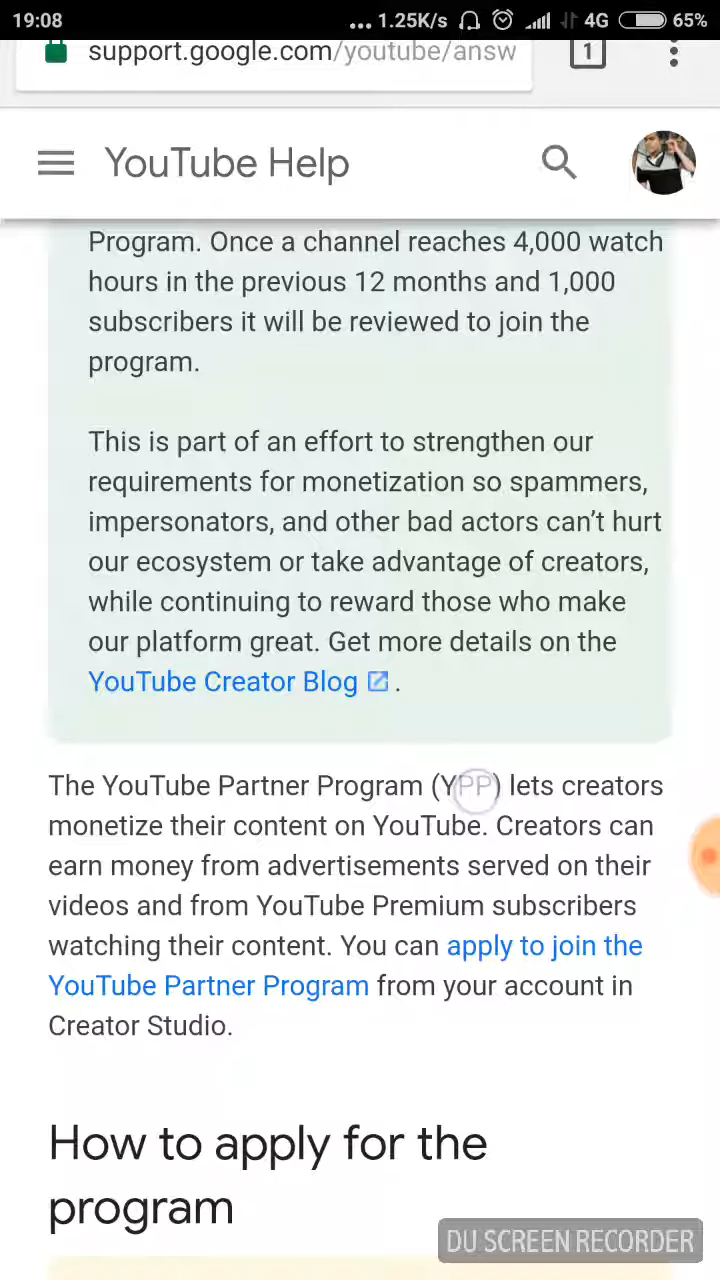 19:08 ... 1.25K/s 4G 65%
support.google.com/youtube/answ 1
YouTube Help
Program. Once a channel reaches 4,000 watch
hours in the previous 12 months and 1,000
subscribers it will be reviewed to join the
program.
This is part of an effort to strengthen our
requirements for monetization so spammers,
impersonators, and other bad actors can’t hurt
our ecosystem or take advantage of creators,
while continuing to reward those who make
our platform great. Get more details on the
YouTube Creator Blog .
The YouTube Partner Program (YPP) lets creators
monetize their content on YouTube. Creators can
earn money from advertisements served on their
videos and from YouTube Premium subscribers
watching their content. You can apply to join the
YouTube Partner Program from your account in
Creator Studio.
How to apply for the
program
DU SCREEN RECORDER